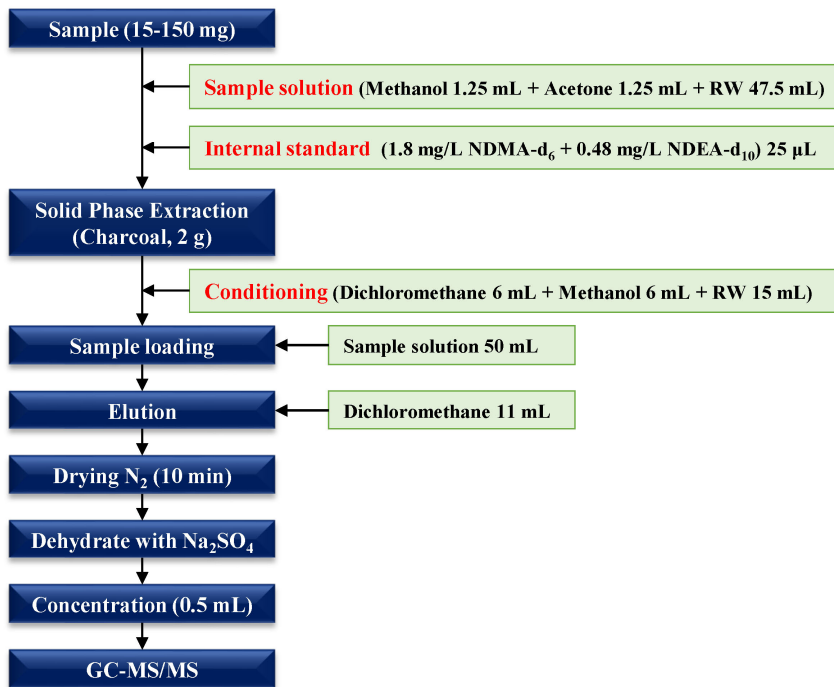 Sample (15-150 mg)
Sample solution (Methanol 1.25 mL + Acetone 1.25 mL + RW 47.5 mL)
Internal standard (1.8 mg/L NDMA-d₆ + 0.48 mg/L NDEA-d₁₀) 25 μL
Solid Phase Extraction
(Charcoal, 2 g)
Conditioning (Dichloromethane 6 mL + Methanol 6 mL + RW 15 mL)
Sample loading
Sample solution 50 mL
Elution
Dichloromethane 11 mL
Drying N₂ (10 min)
Dehydrate with Na₂SO₄
Concentration (0.5 mL)
GC-MS/MS